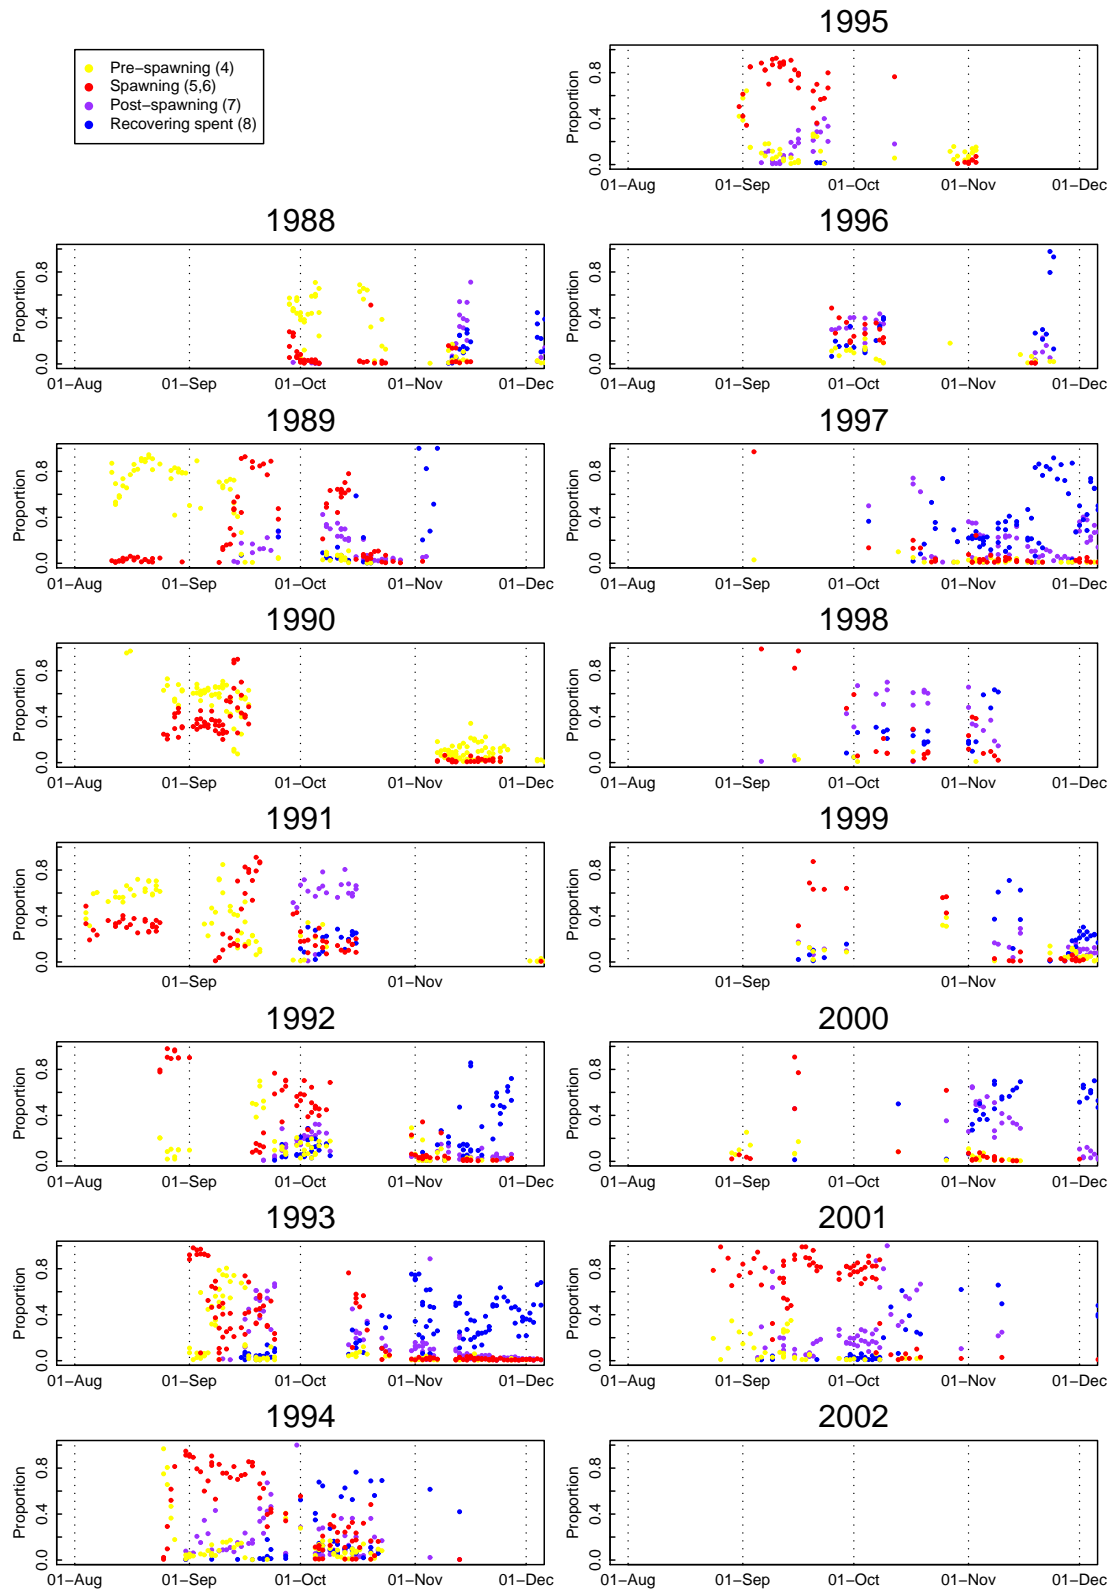 1995
Pre−spawning (4)
Spawning (5,6)
Post−spawning (7)
Recovering spent (8)
Proportion
0.0 0.4 0.8
01−Aug 01−Sep 01−Oct 01−Nov 01−Dec
1988
Proportion
0.0 0.4 0.8
01−Aug 01−Sep 01−Oct 01−Nov 01−Dec
1996
Proportion
0.0 0.4 0.8
01−Aug 01−Sep 01−Oct 01−Nov 01−Dec
1989
Proportion
0.0 0.4 0.8
01−Aug 01−Sep 01−Oct 01−Nov 01−Dec
1997
Proportion
0.0 0.4 0.8
01−Aug 01−Sep 01−Oct 01−Nov 01−Dec
1990
Proportion
0.0 0.4 0.8
01−Aug 01−Sep 01−Oct 01−Nov 01−Dec
1998
Proportion
0.0 0.4 0.8
01−Aug 01−Sep 01−Oct 01−Nov 01−Dec
1991
Proportion
0.0 0.4 0.8
01−Sep 01−Nov
1999
Proportion
0.0 0.4 0.8
01−Sep 01−Nov
1992
Proportion
0.0 0.4 0.8
01−Aug 01−Sep 01−Oct 01−Nov 01−Dec
2000
Proportion
0.0 0.4 0.8
01−Aug 01−Sep 01−Oct 01−Nov 01−Dec
1993
Proportion
0.0 0.4 0.8
01−Aug 01−Sep 01−Oct 01−Nov 01−Dec
2001
Proportion
0.0 0.4 0.8
01−Aug 01−Sep 01−Oct 01−Nov 01−Dec
1994
Proportion
0.0 0.4 0.8
01−Aug 01−Sep 01−Oct 01−Nov 01−Dec
2002
Proportion
0.0 0.4 0.8
01−Aug 01−Sep 01−Oct 01−Nov 01−Dec